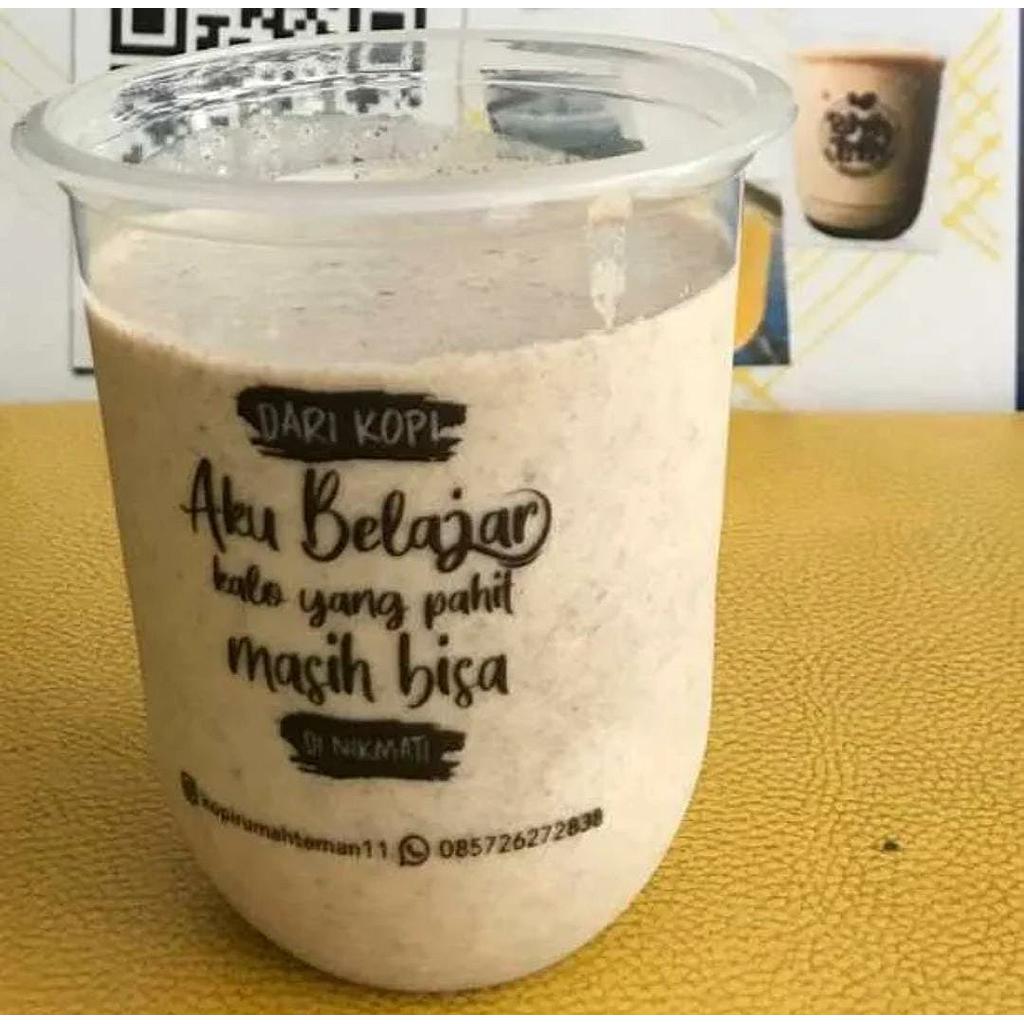 DARI KOPI
Aku Belajar
kalo yang pahit
masih bisa
DI NIKMATI
kopirumahteman11 085726272838